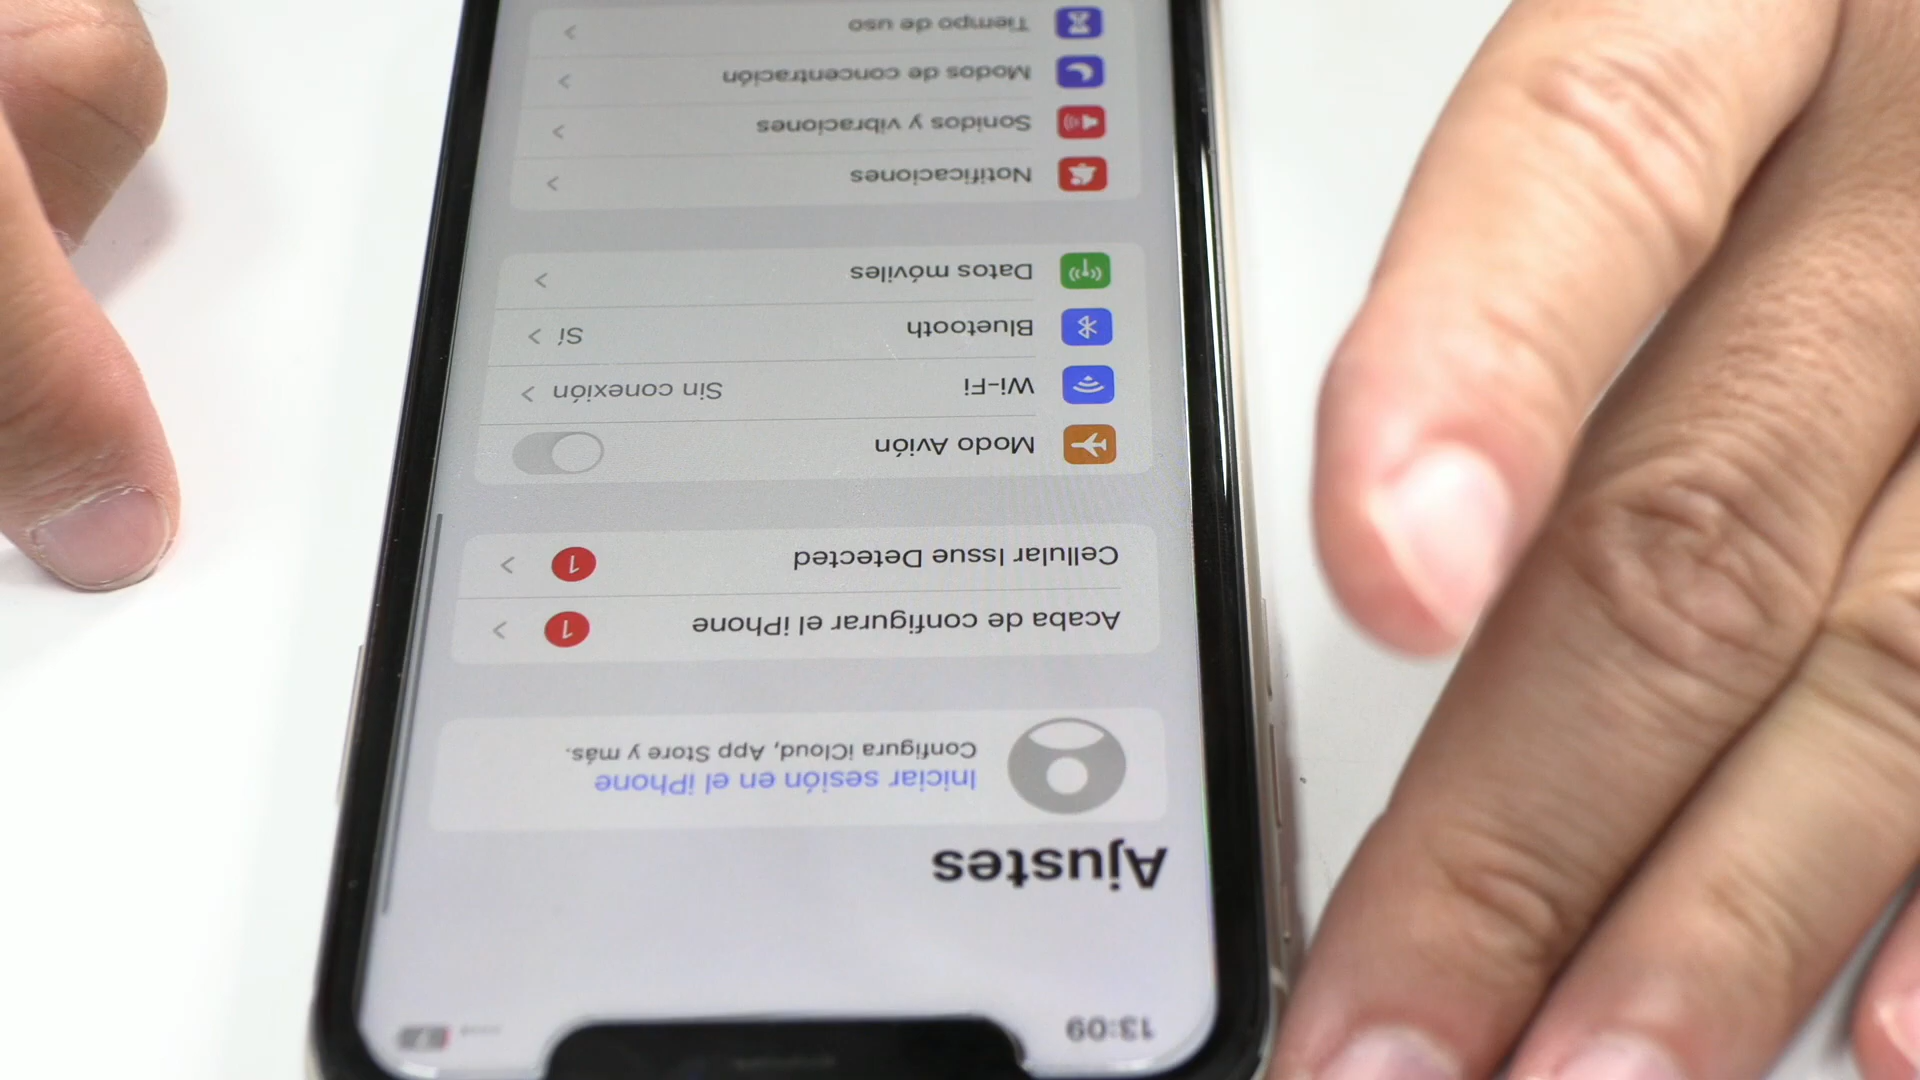 13:09
Ajustes
Iniciar sesión en el iPhone
Configura iCloud, App Store y más.
Acaba de configurar el iPhone 1
Cellular Issue Detected 1
Modo Avión
Wi-Fi Sin conexión
Bluetooth Sí
Datos móviles
Notificaciones
Sonidos y vibraciones
Modos de concentración
Tiempo de uso